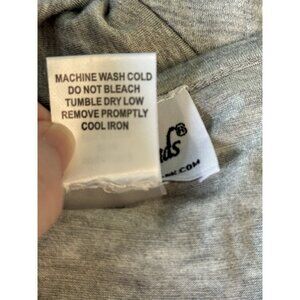 MACHINE WASH COLD
DO NOT BLEACH
TUMBLE DRY LOW
REMOVE PROMPTLY
COOL IRON